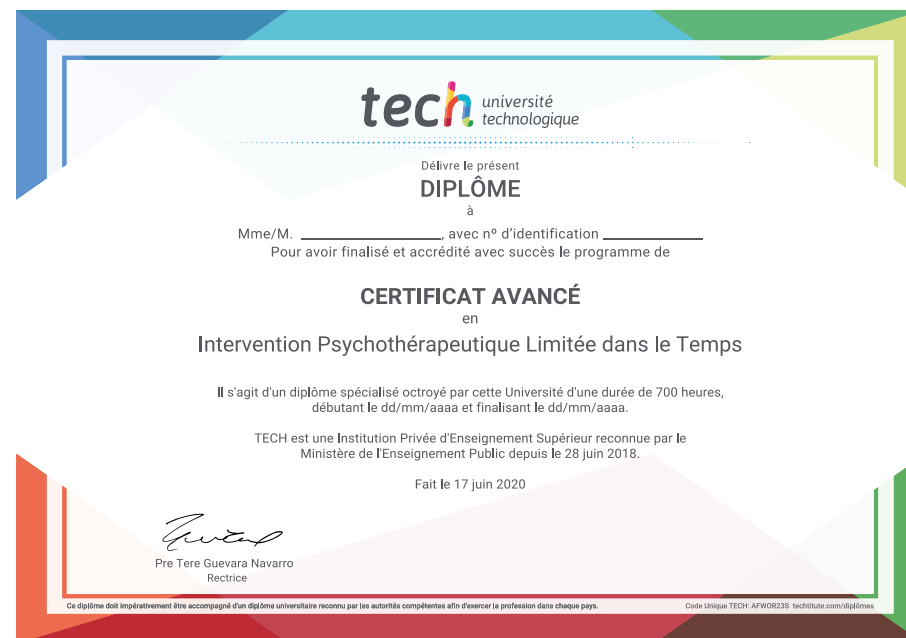 tech université
technologique
Délivre le présent
DIPLÔME
à
Mme/M. ____________________, avec nº d'identification ______________
Pour avoir finalisé et accrédité avec succès le programme de
CERTIFICAT AVANCÉ
en
Intervention Psychothérapeutique Limitée dans le Temps
Il s'agit d'un diplôme spécialisé octroyé par cette Université d'une durée de 700 heures,
débutant le dd/mm/aaaa et finalisant le dd/mm/aaaa.
TECH est une Institution Privée d'Enseignement Supérieur reconnue par le
Ministère de l'Enseignement Public depuis le 28 juin 2018.
Fait le 17 juin 2020
Pre Tere Guevara Navarro
Rectrice
Ce diplôme doit impérativement être accompagné d'un diplôme universitaire reconnu par les autorités compétentes afin d'exercer la profession dans chaque pays. Code Unique TECH: AFWOR23S techtitute.com/diplômes